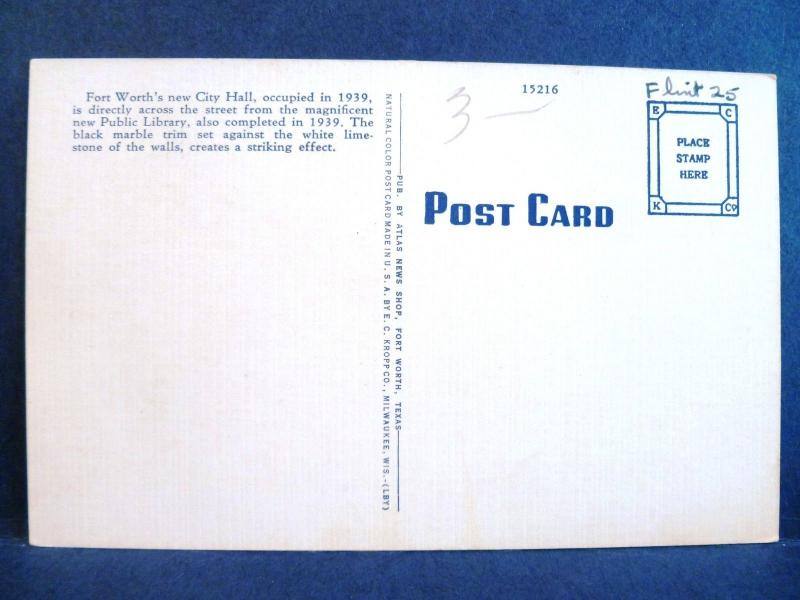 Fort Worth's new City Hall, occupied in 1939,
is directly across the street from the magnificent
new Public Library, also completed in 1939. The
black marble trim set against the white lime-
stone of the walls, creates a striking effect.
NATURAL COLOR POST CARD MADE IN U. S. A. BY E. C. KROPP CO., MILWAUKEE, WIS.-(LBY)
PUB. BY ATLAS NEWS SHOP, FORT WORTH, TEXAS
3 —
15216
Flint 25
E C
PLACE
STAMP
HERE
K Co
POST CARD